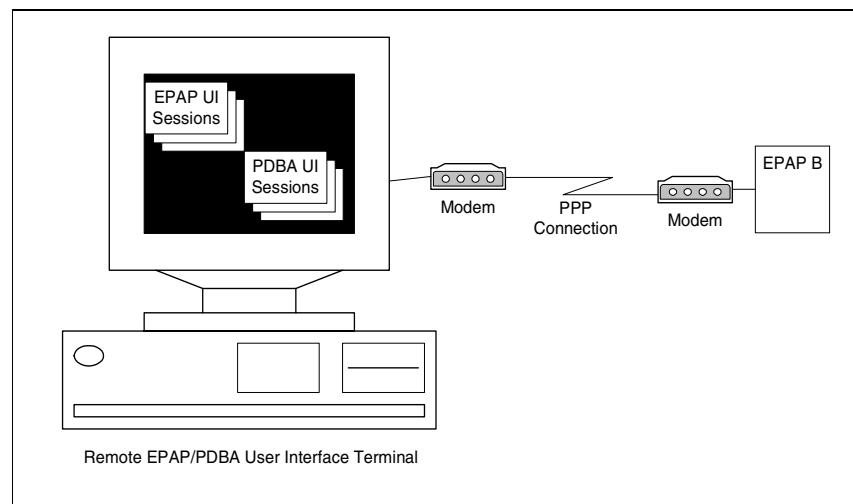 EPAP UI
Sessions
PDBA UI
Sessions
Modem
PPP
Connection
Modem
EPAP B
Remote EPAP/PDBA User Interface Terminal